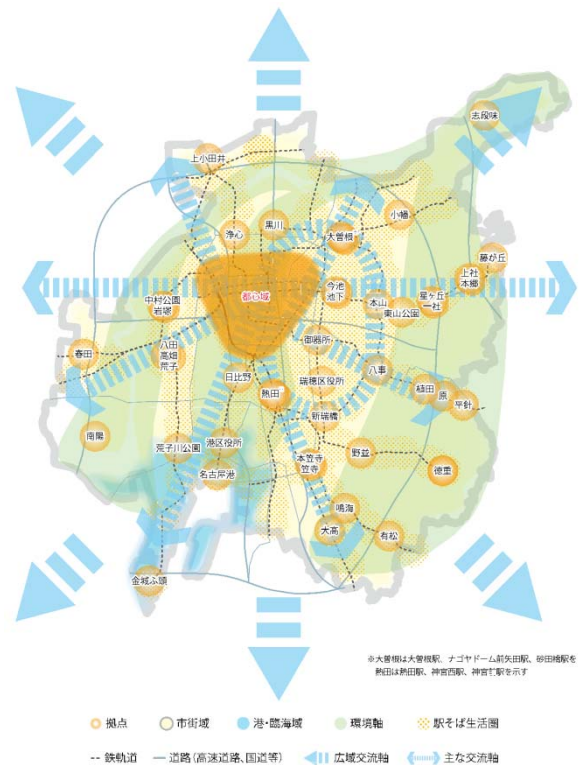 志段味
上小田井
小幡
浄心
黒川
大曽根
藤が丘
上社
本郷
都心域
今池
池下
本山
東山公園
星ヶ丘
一社
中村公園
岩塚
八田
高畑
荒子
春田
御器所
八事
植田
原
平針
日比野
熱田
瑞穂区役所
新瑞橋
南陽
荒子川公園
港区役所
名古屋港
本笠寺
笠寺
野並
徳重
鳴海
大高
有松
金城ふ頭
※大曽根は大曽根駅、ナゴヤドーム前矢田駅、砂田橋駅を
熱田は熱田駅、神宮西駅、神宮前駅を示す
拠点
市街域
港・臨海域
環境軸
駅そば生活圏
鉄軌道
道路(高速道路、国道等)
広域交流軸
主な交流軸